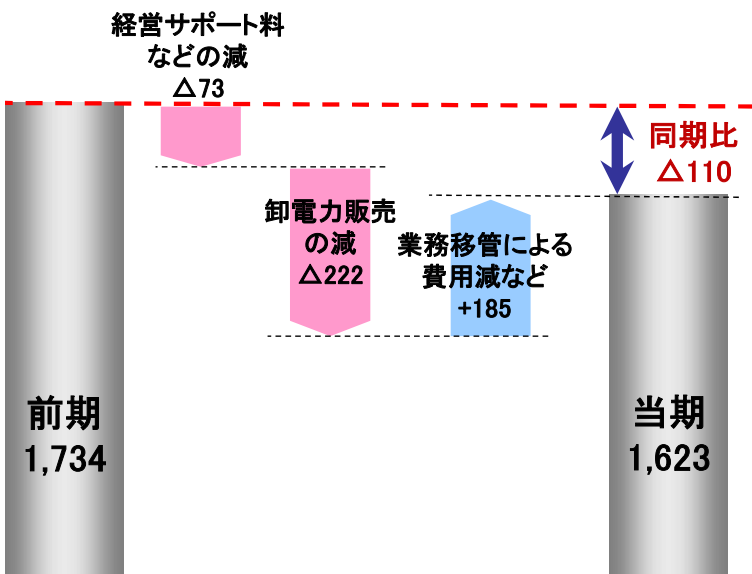 経営サポート料
などの減
△73
同期比
△110
卸電力販売
の減
△222
業務移管による
費用減など
+185
前期
1,734
当期
1,623